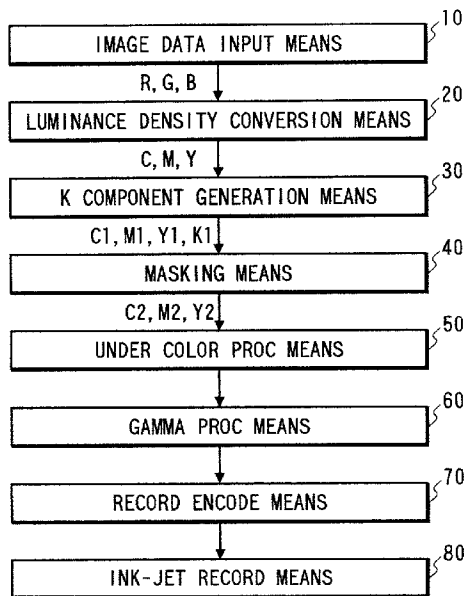 10
IMAGE DATA INPUT MEANS
R, G, B
20
LUMINANCE DENSITY CONVERSION MEANS
C, M, Y
30
K COMPONENT GENERATION MEANS
C1, M1, Y1, K1
40
MASKING MEANS
C2, M2, Y2
50
UNDER COLOR PROC MEANS
60
GAMMA PROC MEANS
70
RECORD ENCODE MEANS
80
INK-JET RECORD MEANS